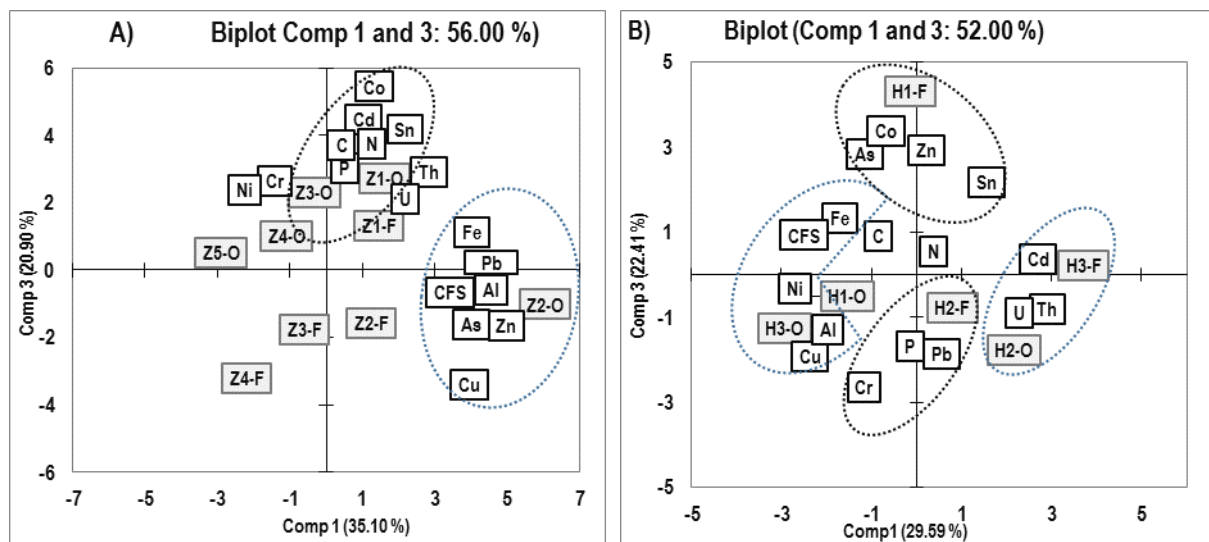 A) Biplot Comp 1 and 3: 56.00 %)
6
4
2
0
-2
-4
-6
Comp 3 (20.90 %)
Co
Cd
Sn
C
N
P
Th
Z1-O
Cr
Ni
Z3-O
U
Z1-F
Fe
Z4-O
Z5-O
Pb
Al
CFS
Z2-O
As
Zn
Z2-F
Z3-F
Z4-F
Cu
-7 -5 -3 -1 1 3 5 7
Comp 1 (35.10 %)
B) Biplot (Comp 1 and 3: 52.00 %)
5
3
1
-1
-3
-5
Comp 3 (22.41 %)
H1-F
Co
As
Zn
Sn
Fe
CFS
C
N
Cd
H3-F
Ni
H1-O
H2-F
U
Th
H3-O
Al
Cu
P
Pb
H2-O
Cr
-5 -3 -1 1 3 5
Comp1 (29.59 %)